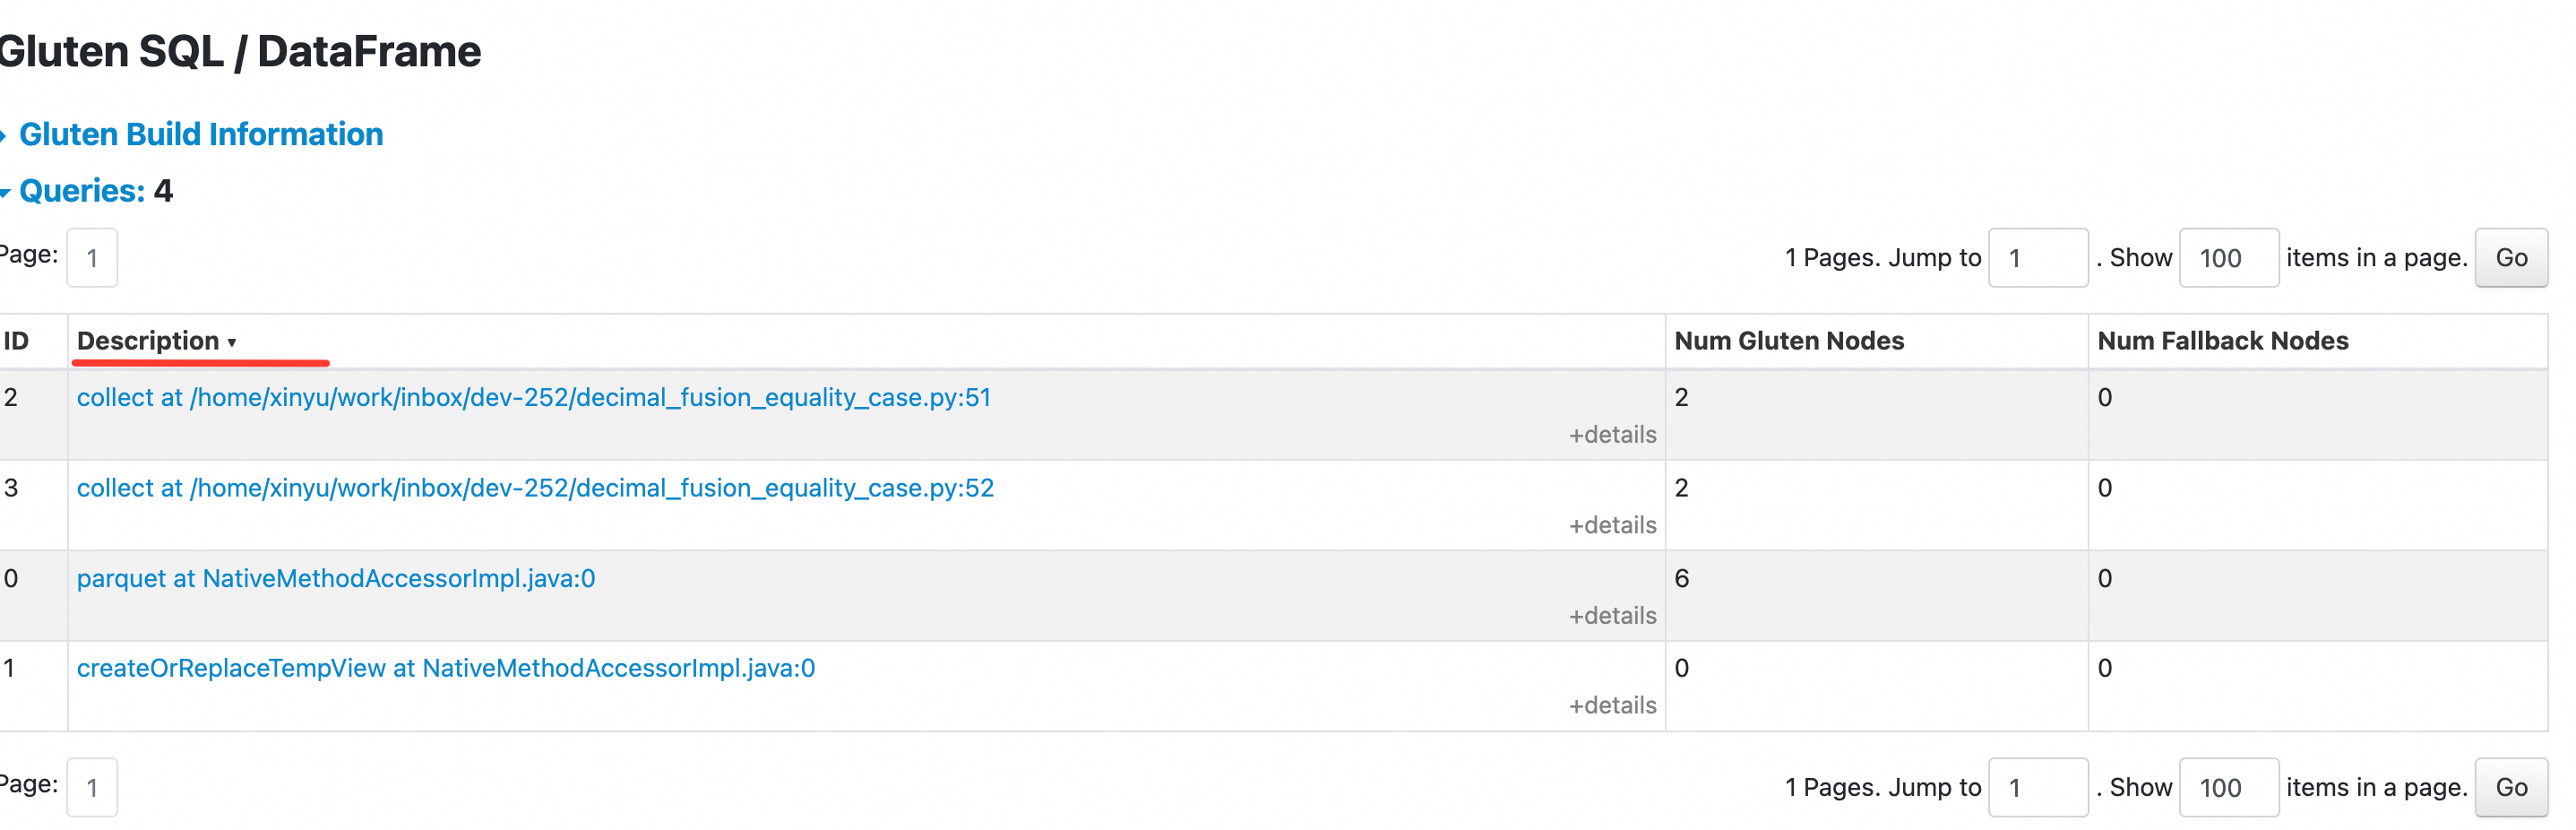 Gluten SQL / DataFrame
Gluten Build Information
Queries: 4
Page: 1 1 Pages. Jump to 1 . Show 100 items in a page. Go
ID Description ▾ Num Gluten Nodes Num Fallback Nodes
2 collect at /home/xinyu/work/inbox/dev-252/decimal_fusion_equality_case.py:51 2 0
+details
3 collect at /home/xinyu/work/inbox/dev-252/decimal_fusion_equality_case.py:52 2 0
+details
0 parquet at NativeMethodAccessorImpl.java:0 6 0
+details
1 createOrReplaceTempView at NativeMethodAccessorImpl.java:0 0 0
+details
Page: 1 1 Pages. Jump to 1 . Show 100 items in a page. Go